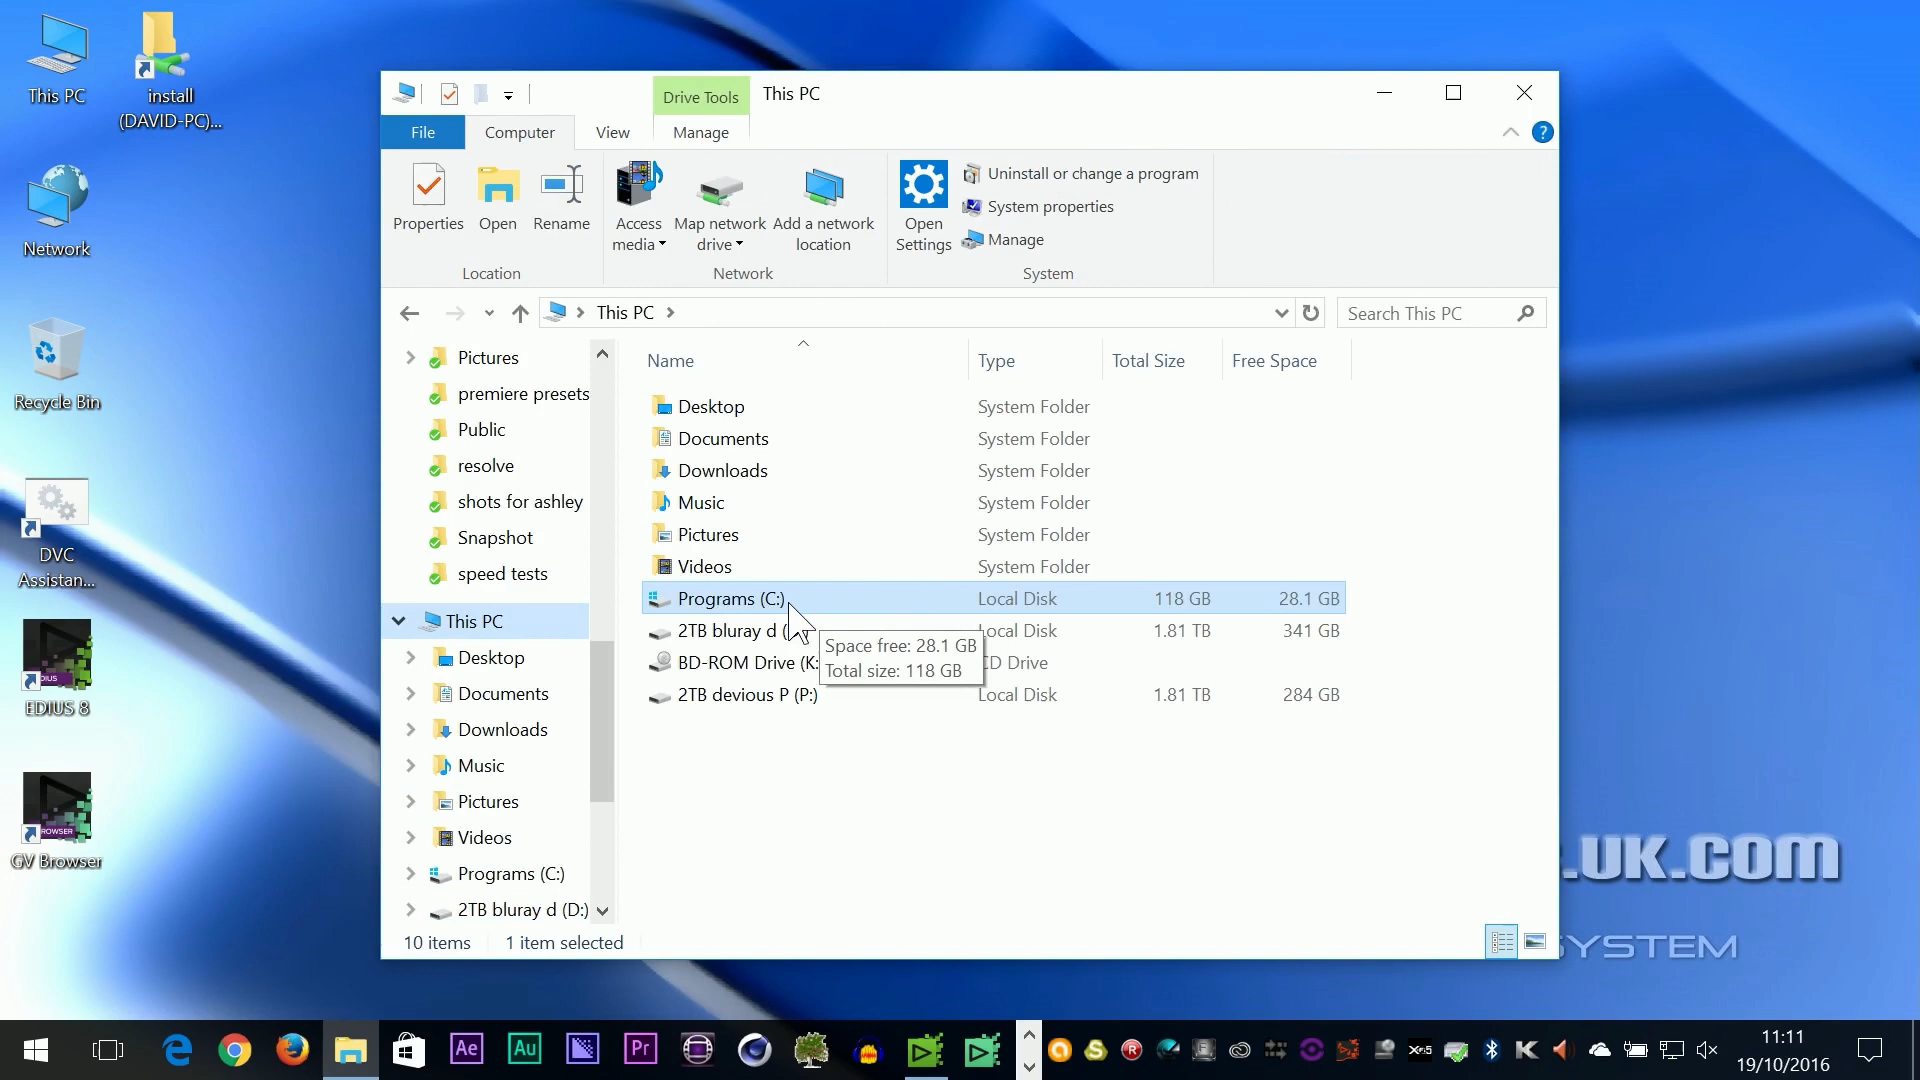 This PC
install
(DAVID-PC)...
Network
Recycle Bin
DVC
Assistan...
EDIUS 8
GV Browser
Drive Tools
This PC
File
Computer
View
Manage
Properties
Open
Rename
Access
media
Map network
drive
Add a network
location
Open
Settings
Uninstall or change a program
System properties
Manage
Location
Network
System
This PC
Search This PC
Pictures
premiere presets
Public
resolve
shots for ashley
Snapshot
speed tests
This PC
Desktop
Documents
Downloads
Music
Pictures
Videos
Programs (C:)
2TB bluray d (D:)
Name Type Total Size Free Space
Desktop System Folder
Documents System Folder
Downloads System Folder
Music System Folder
Pictures System Folder
Videos System Folder
Programs (C:) Local Disk 118 GB 28.1 GB
2TB bluray d ( Local Disk 1.81 TB 341 GB
BD-ROM Drive (K: CD Drive
2TB devious P (P:) Local Disk 1.81 TB 284 GB
Space free: 28.1 GB
Total size: 118 GB
10 items 1 item selected
.UK.COM
SYSTEM
Ae
Au
Pr
11:11
19/10/2016